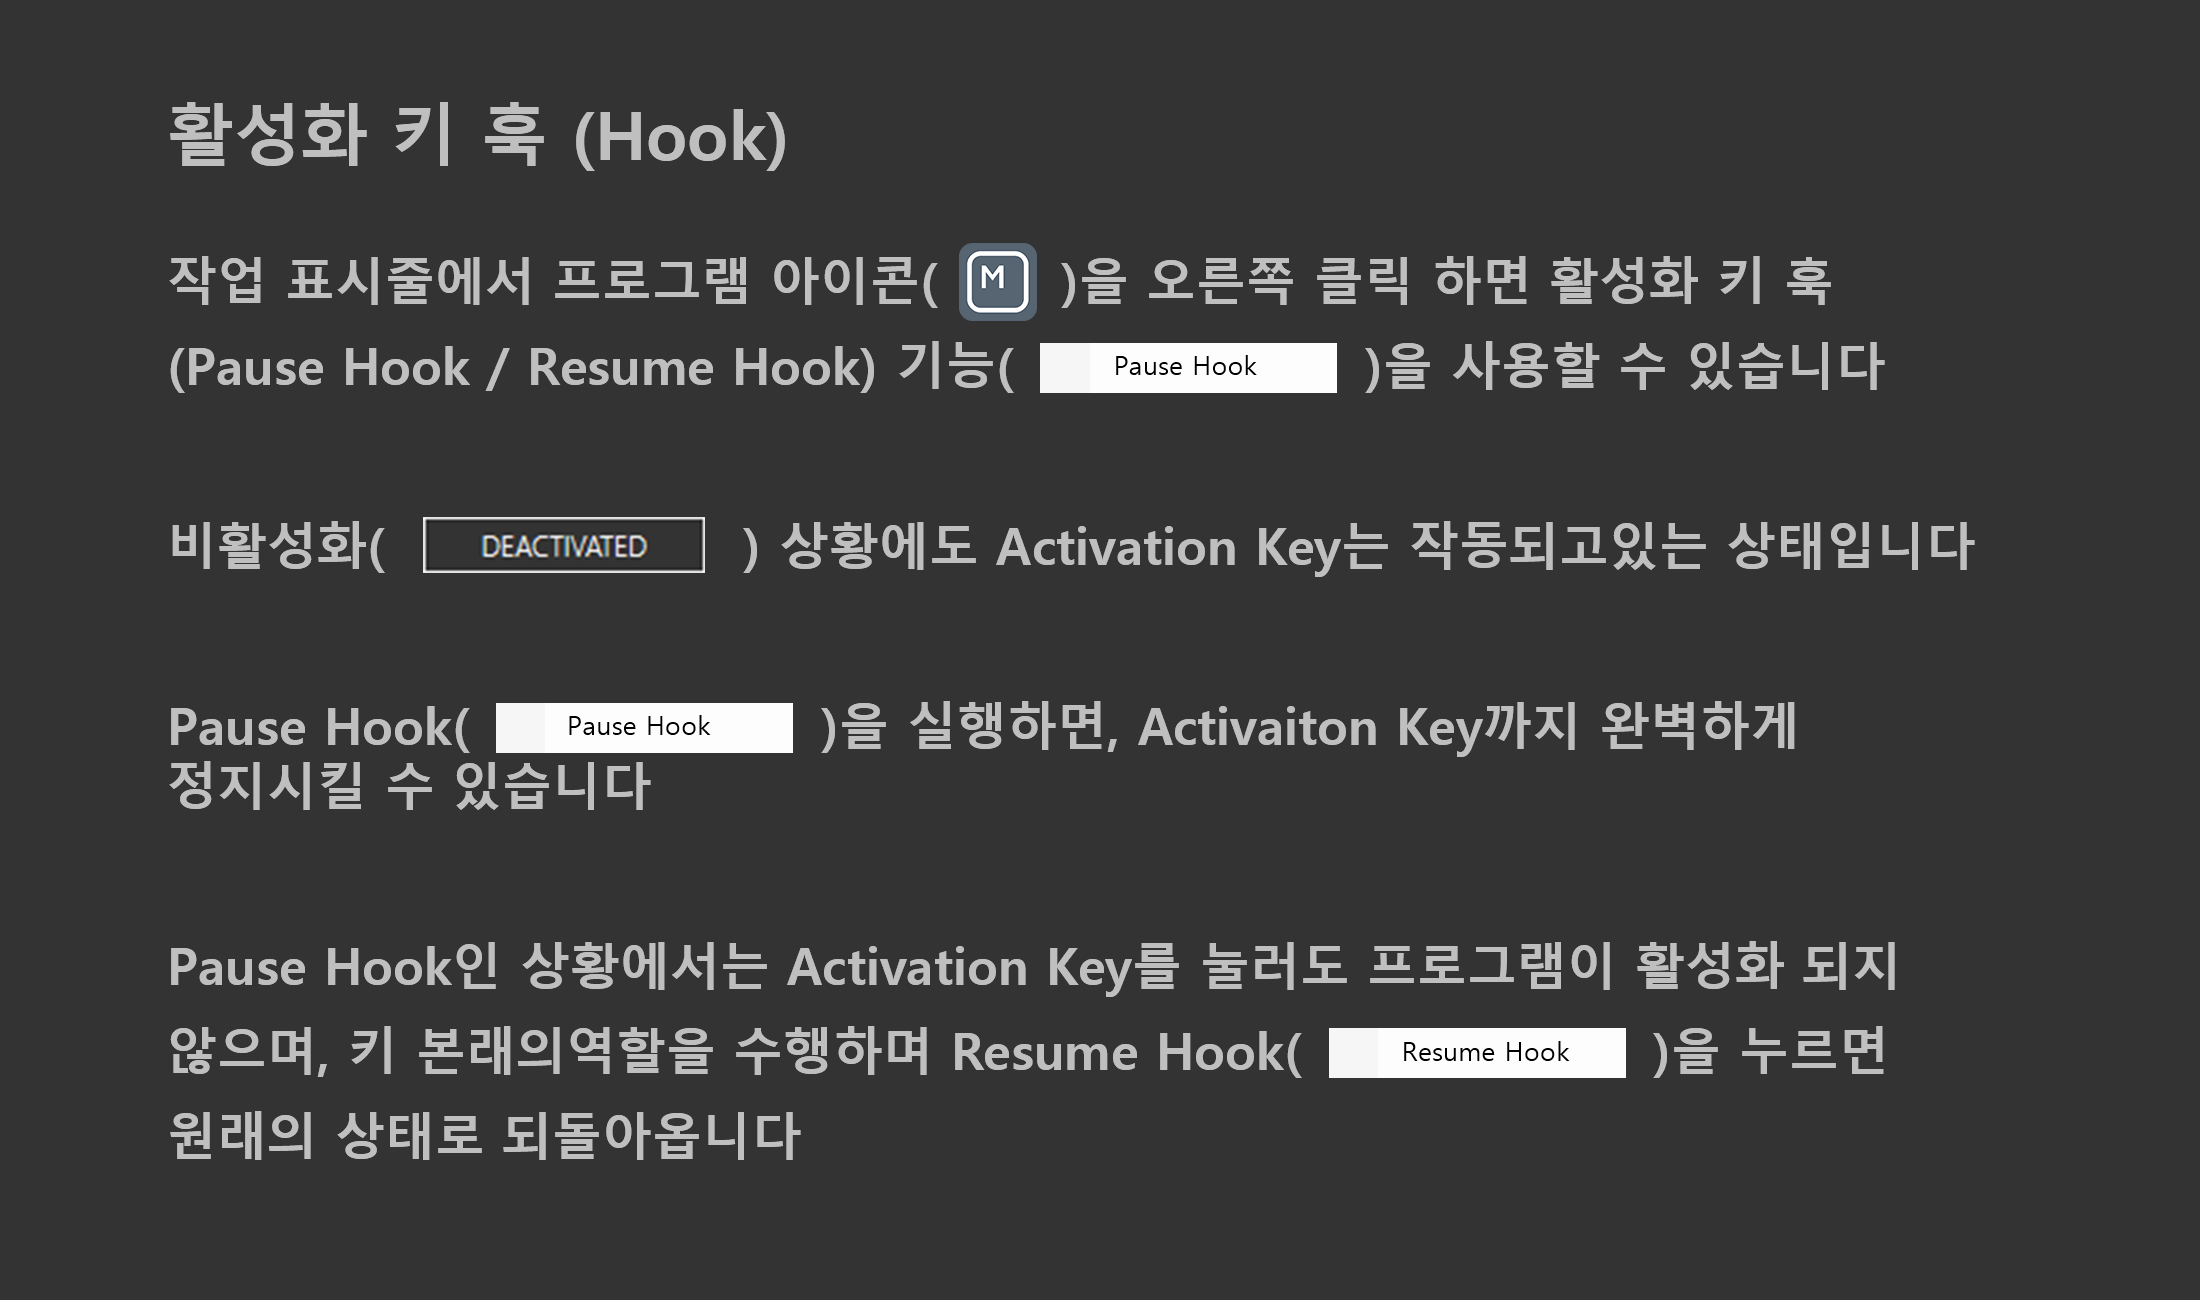 활성화 키 훅 (Hook)
작업 표시줄에서 프로그램 아이콘( M )을 오른쪽 클릭 하면 활성화 키 훅
(Pause Hook / Resume Hook) 기능( Pause Hook )을 사용할 수 있습니다
비활성화( DEACTIVATED ) 상황에도 Activation Key는 작동되고있는 상태입니다
Pause Hook( Pause Hook )을 실행하면, Activaiton Key까지 완벽하게
정지시킬 수 있습니다
Pause Hook인 상황에서는 Activation Key를 눌러도 프로그램이 활성화 되지
않으며, 키 본래의역할을 수행하며 Resume Hook( Resume Hook )을 누르면
원래의 상태로 되돌아옵니다